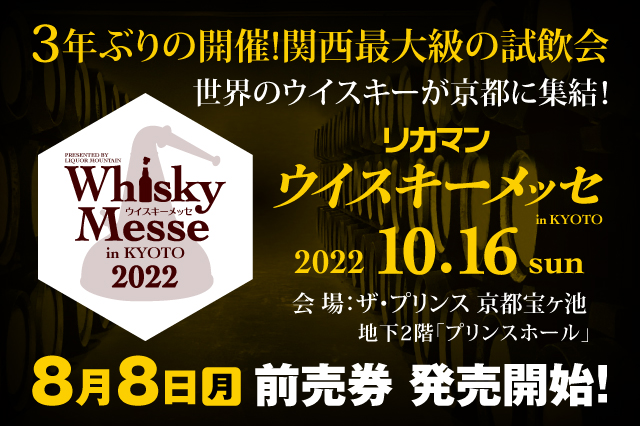 3年ぶりの開催!関西最大級の試飲会
世界のウイスキーが京都に集結!
PRESENTED BY
LIQUOR MOUNTAIN
Whisky
ウイスキーメッセ
Messe
in KYOTO
2022
リカマン
ウイスキーメッセ
in KYOTO
2022 10.16 sun
会 場:ザ・プリンス 京都宝ヶ池
地下2階「プリンスホール」
8月8日月 前売券 発売開始!